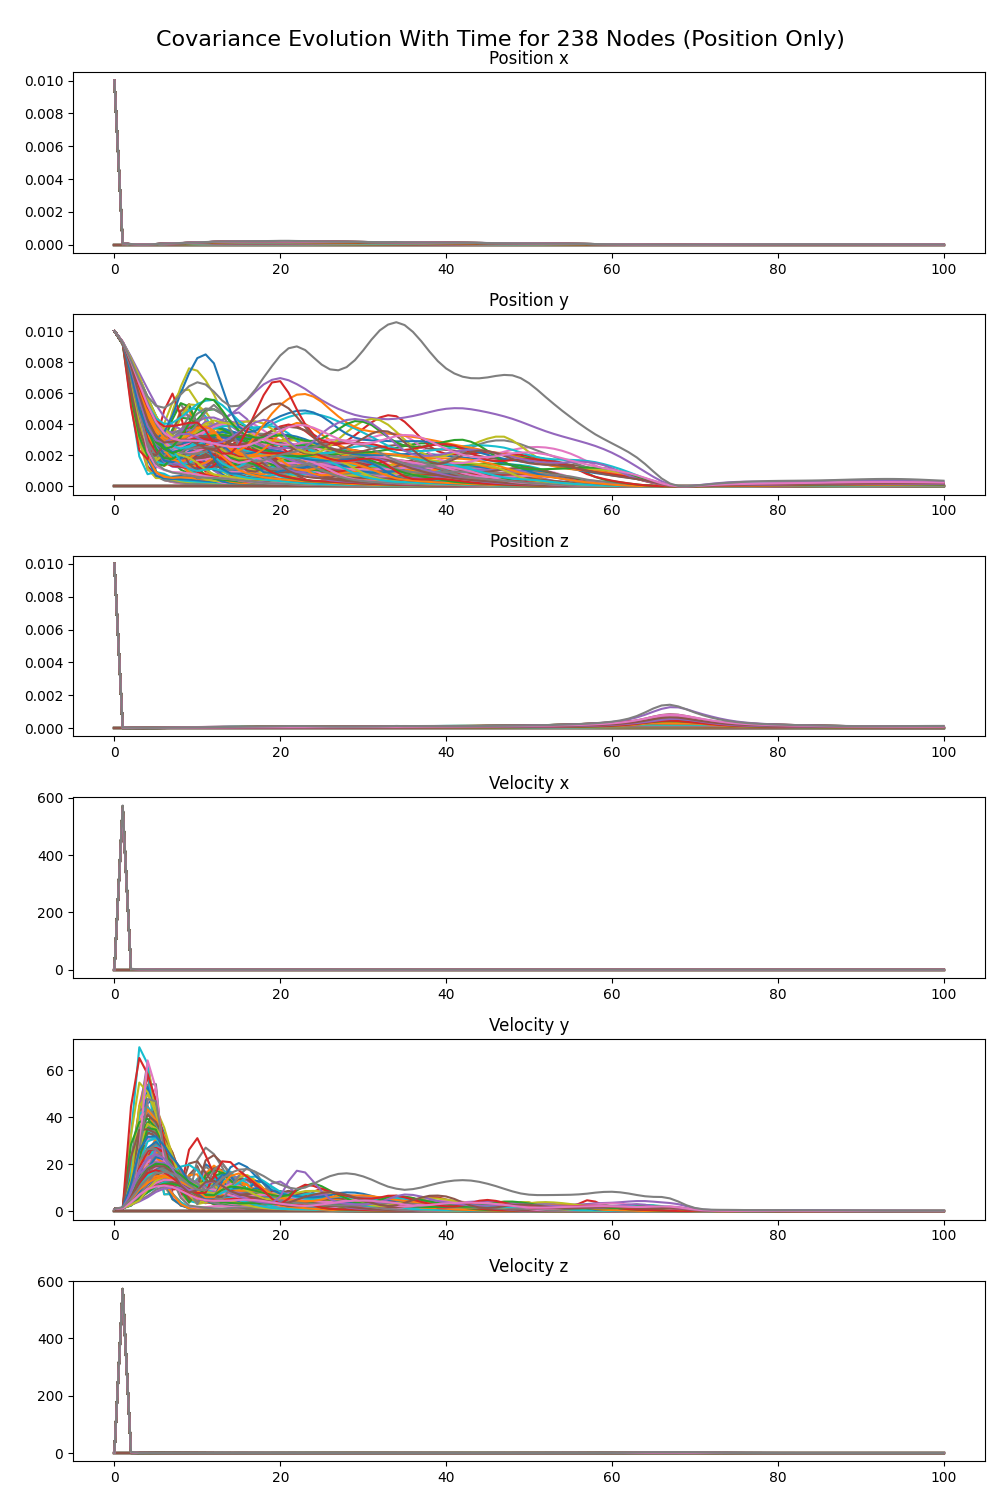 Covariance Evolution With Time for 238 Nodes (Position Only)
Position x
0.010
0.008
0.006
0.004
0.002
0.000
0 20 40 60 80 100
Position y
0.010
0.008
0.006
0.004
0.002
0.000
0 20 40 60 80 100
Position z
0.010
0.008
0.006
0.004
0.002
0.000
0 20 40 60 80 100
Velocity x
600
400
200
0
0 20 40 60 80 100
Velocity y
60
40
20
0
0 20 40 60 80 100
Velocity z
600
400
200
0
0 20 40 60 80 100